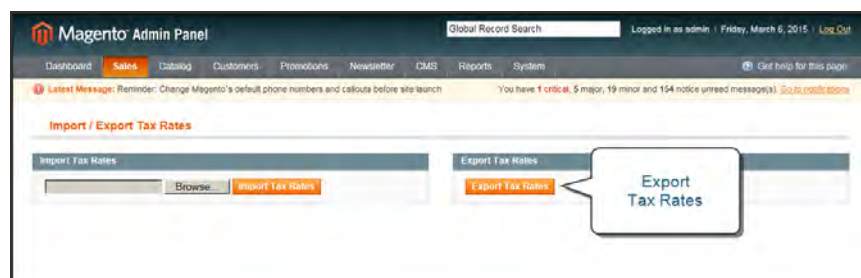 Magento Admin Panel
Global Record Search
Logged in as admin | Friday, March 6, 2015 | Log Out
Dashboard Sales Catalog Customers Promotions Newsletter CMS Reports System
Get help for this page
Latest Message: Reminder: Change Magento's default phone numbers and callouts before site launch
You have 1 critical, 5 major, 19 minor and 154 notice unread message(s). Go to notifications
Import / Export Tax Rates
Import Tax Rates
Export Tax Rates
Browse... Import Tax Rates
Export Tax Rates
Export
Tax Rates